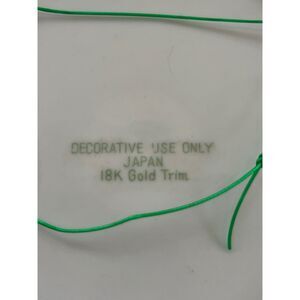 DECORATIVE USE ONLY
JAPAN
18K Gold Trim